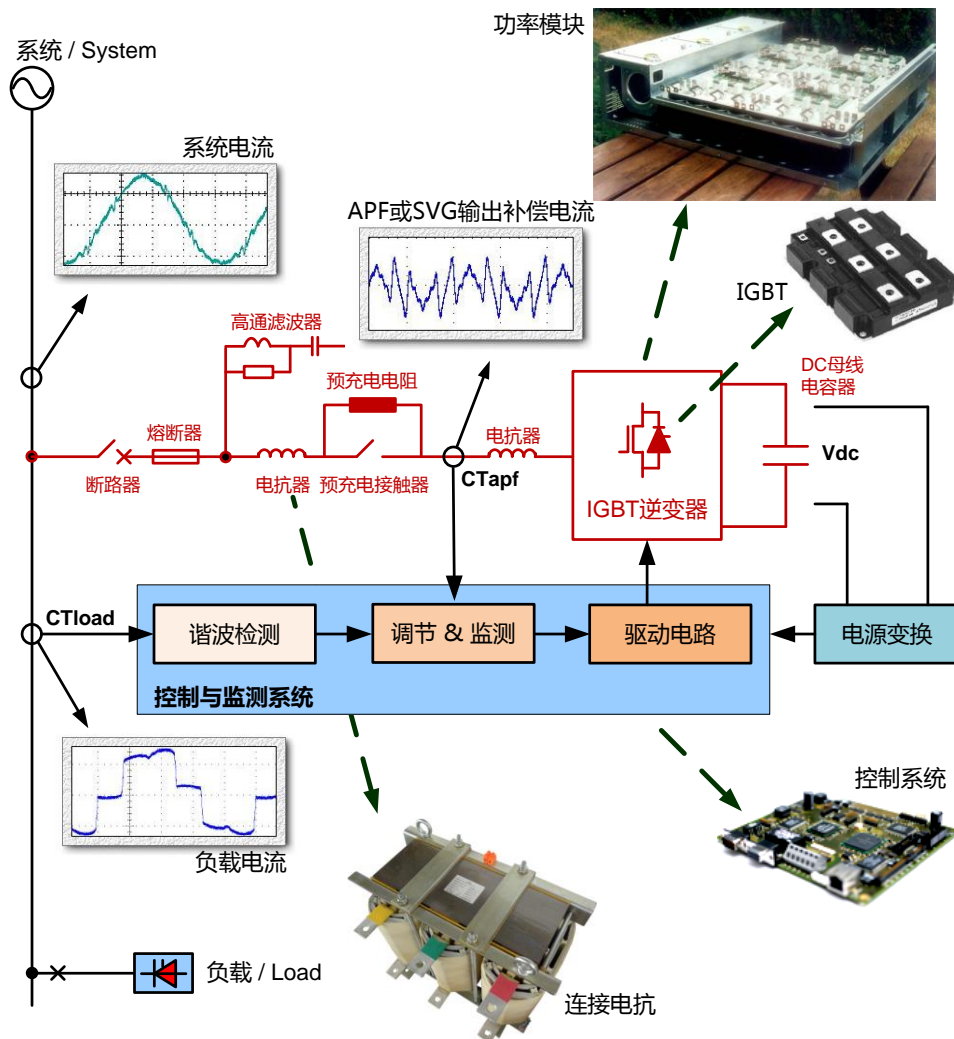 功率模块
系统 / System
系统电流
APF或SVG输出补偿电流
IGBT
高通滤波器
预充电电阻
DC母线
电容器
熔断器
电抗器
Vdc
断路器
电抗器
预充电接触器
CTapf
IGBT逆变器
CTload
谐波检测
调节 & 监测
驱动电路
电源变换
控制与监测系统
控制系统
负载电流
负载 / Load
连接电抗